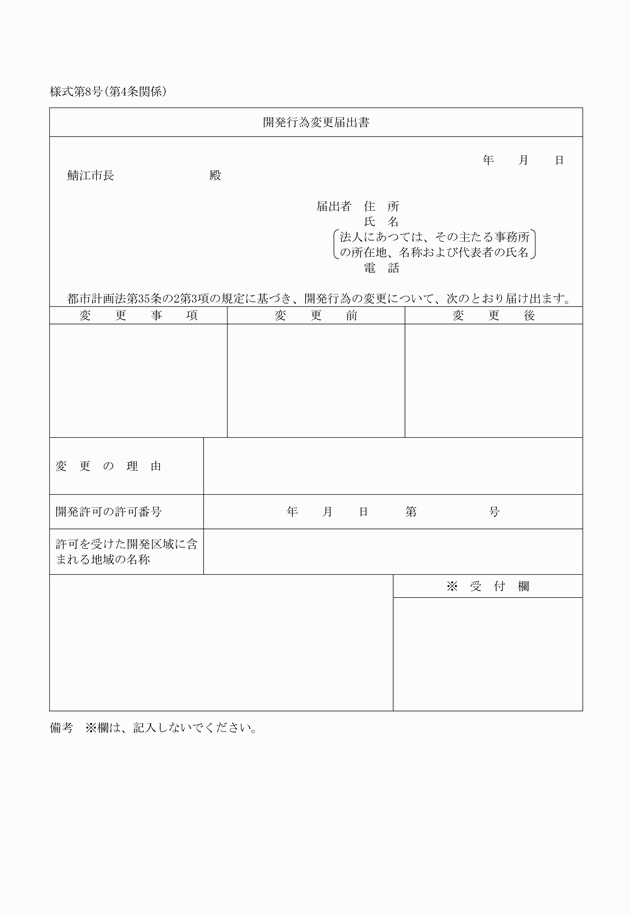 様式第8号(第4条関係)
開発行為変更届出書
年　月　日
鯖江市長　殿
届出者　住　所
氏　名
法人にあつては、その主たる事務所
の所在地、名称および代表者の氏名
電　話
都市計画法第35条の2第3項の規定に基づき、開発行為の変更について、次のとおり届け出ます。
変　更　事　項　変　更　前　変　更　後
変　更　の　理　由
開発許可の許可番号　年　月　日　第　号
許可を受けた開発区域に含
まれる地域の名称
※　受　付　欄
備考　※欄は、記入しないでください。